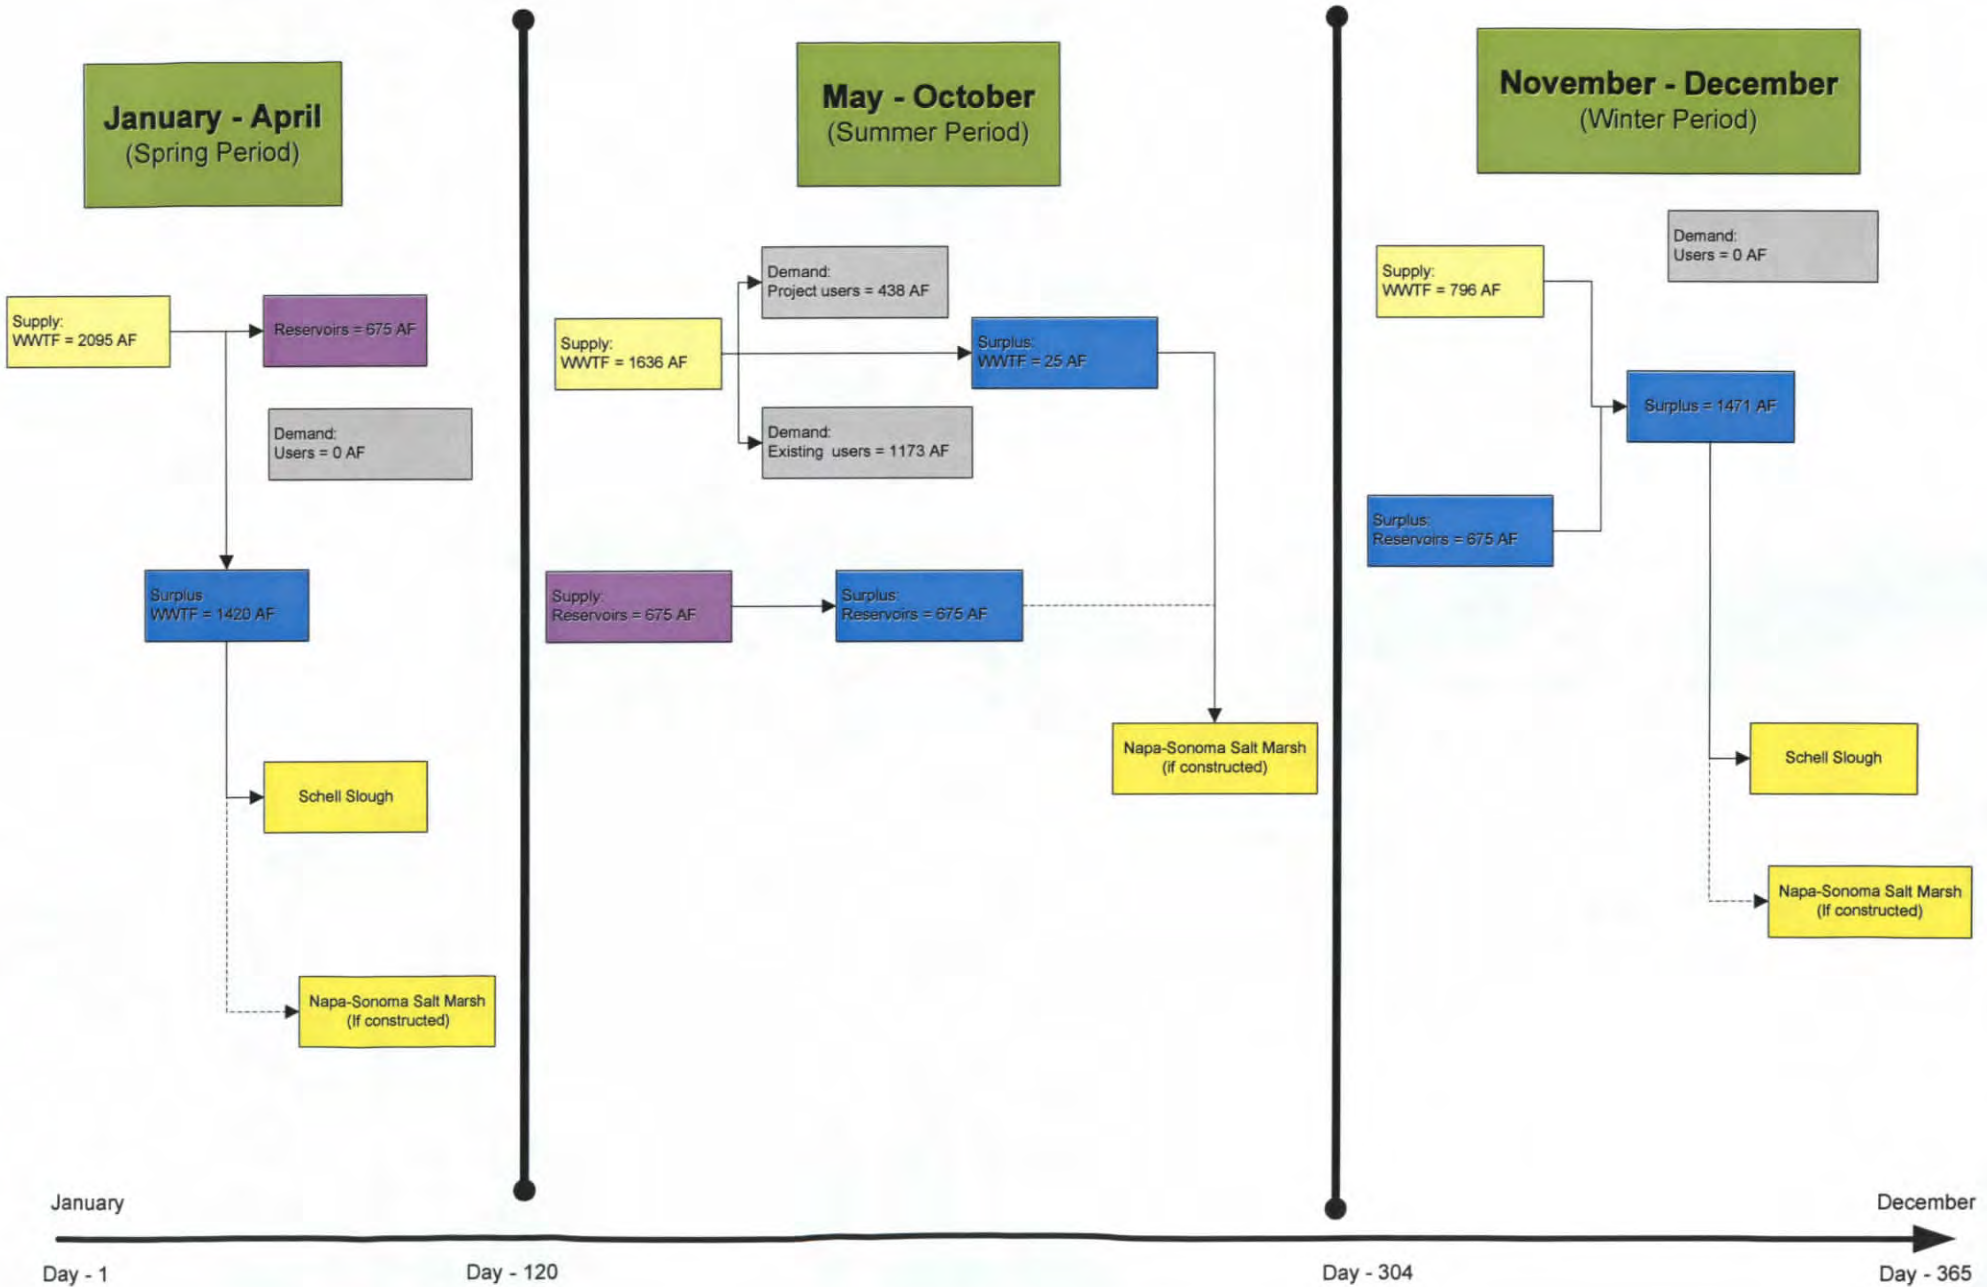 January - April
(Spring Period)
Supply:
WWTF = 2095 AF
Reservoirs = 675 AF
Demand:
Users = 0 AF
Surplus
WWTF = 1420 AF
Schell Slough
Napa-Sonoma Salt Marsh
(If constructed)
May - October
(Summer Period)
Demand:
Project users = 438 AF
Supply:
WWTF = 1636 AF
Surplus:
WWTF = 25 AF
Demand:
Existing users = 1173 AF
Supply:
Reservoirs = 675 AF
Surplus:
Reservoirs = 675 AF
Napa-Sonoma Salt Marsh
(if constructed)
November - December
(Winter Period)
Demand:
Users = 0 AF
Supply:
WWTF = 796 AF
Surplus = 1471 AF
Surplus:
Reservoirs = 675 AF
Schell Slough
Napa-Sonoma Salt Marsh
(If constructed)
January
December
Day - 1
Day - 120
Day - 304
Day - 365